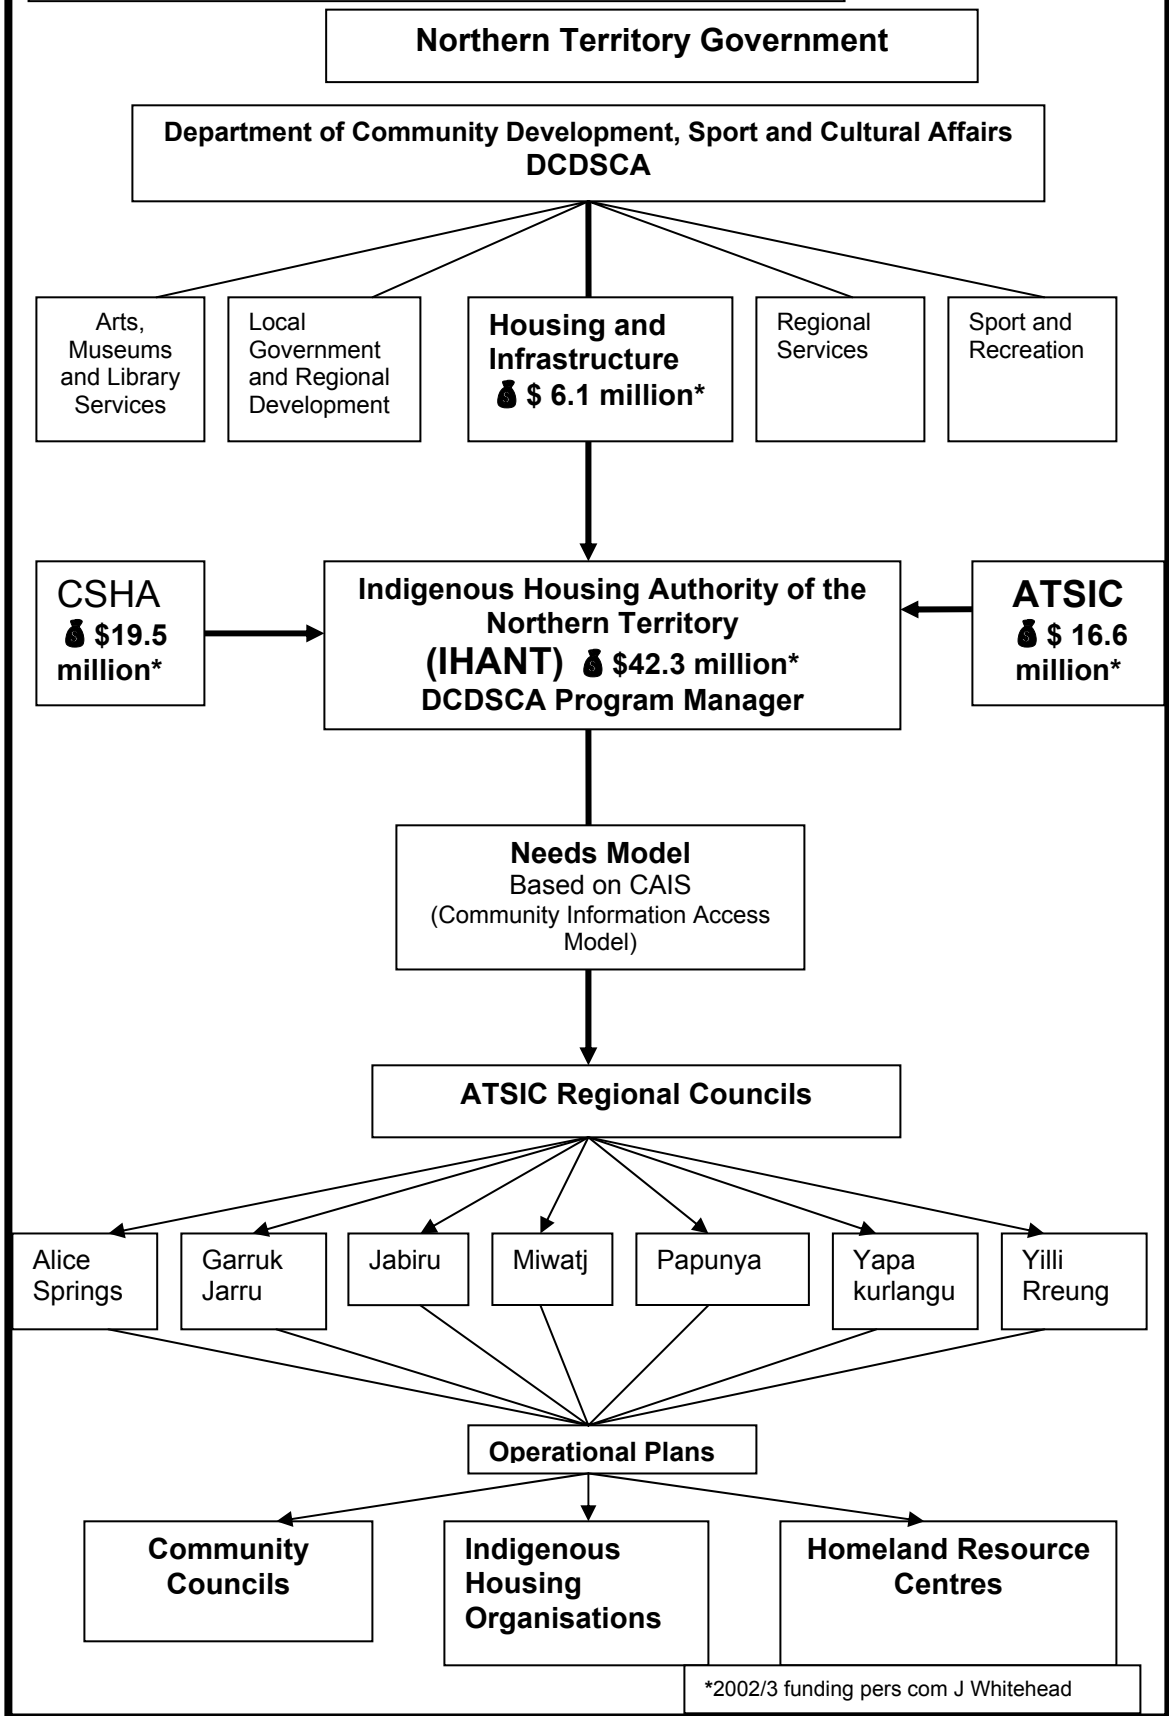 Northern Territory Government
Department of Community Development, Sport and Cultural Affairs
DCDSCA
Arts,
Museums
and Library
Services
Local
Government
and Regional
Development
Housing and
Infrastructure
$ 6.1 million*
Regional
Services
Sport and
Recreation
CSHA
$19.5
million*
Indigenous Housing Authority of the
Northern Territory
(IHANT) $42.3 million*
DCDSCA Program Manager
ATSIC
$ 16.6
million*
Needs Model
Based on CAIS
(Community Information Access
Model)
ATSIC Regional Councils
Alice
Springs
Garruk
Jarru
Jabiru
Miwatj
Papunya
Yapa
kurlangu
Yilli
Rreung
Operational Plans
Community
Councils
Indigenous
Housing
Organisations
Homeland Resource
Centres
*2002/3 funding pers com J Whitehead